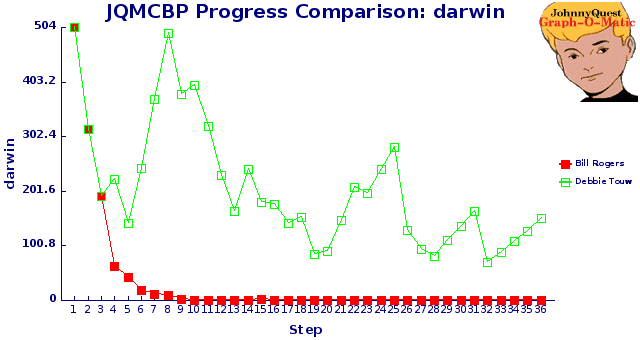 JQMCBP Progress Comparison: darwin
JohnnyQuest
Graph-O-Matic
504
403.2
302.4
201.6
100.8
0
darwin
Bill Rogers
Debbie Touw
1 2 3 4 5 6 7 8 9 10 11 12 13 14 15 16 17 18 19 20 21 22 23 24 25 26 27 28 29 30 31 32 33 34 35 36
Step